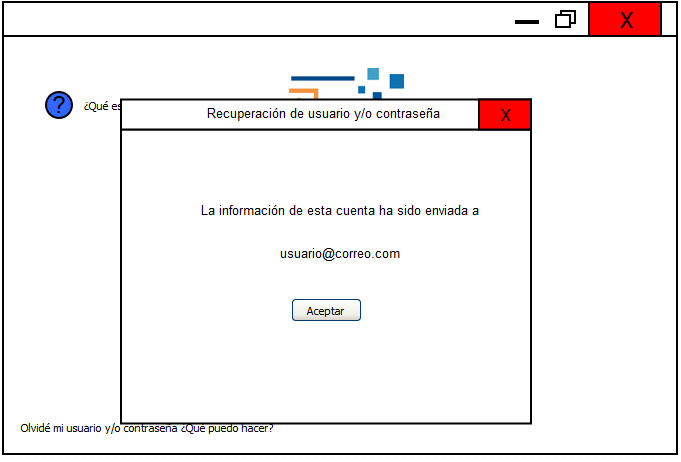 X
? ¿Qué es
Recuperación de usuario y/o contraseña X
La información de esta cuenta ha sido enviada a
usuario@correo.com
Aceptar
Olvidé mi usuario y/o contraseña ¿Qué puedo hacer?